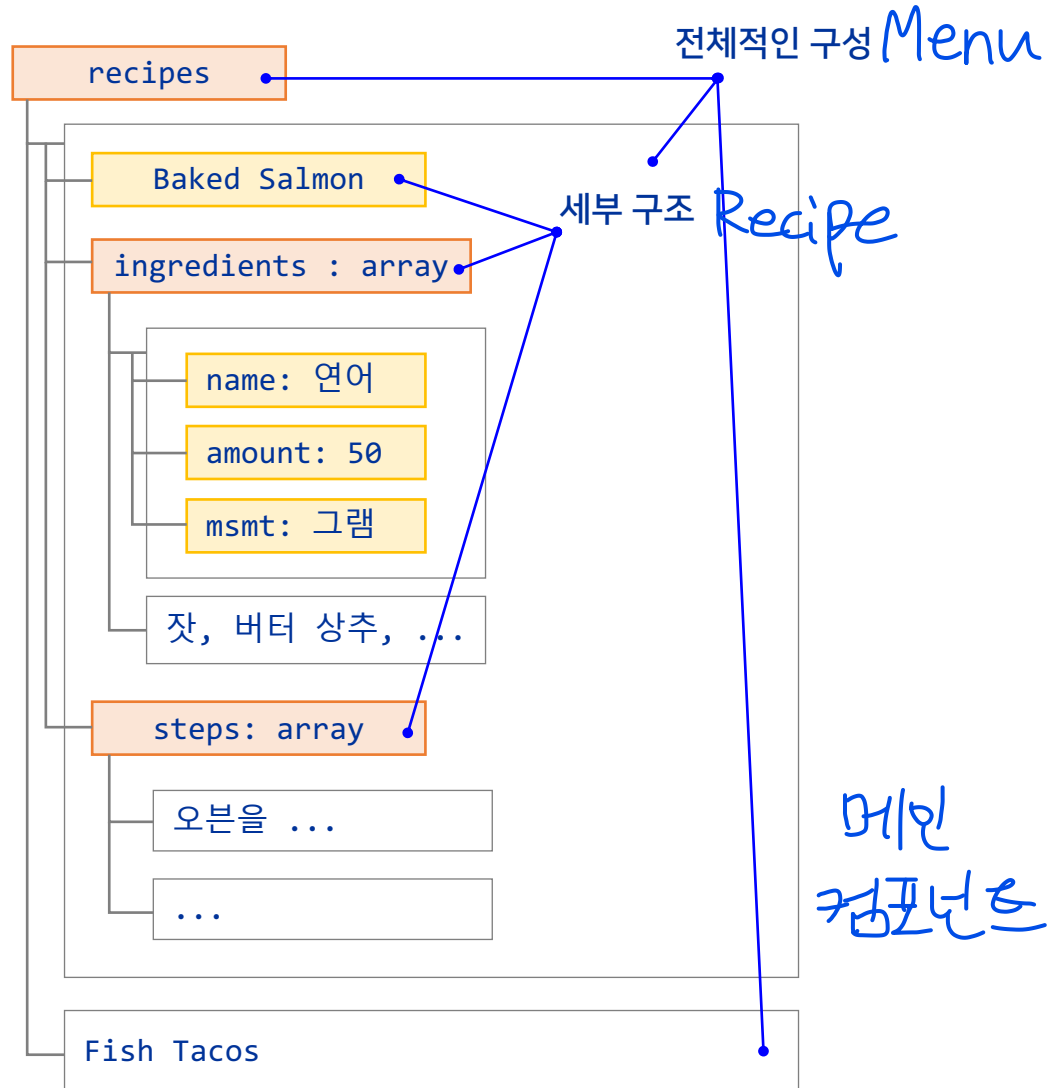 전체적인 구성 Menu
recipes
Baked Salmon
세부 구조 Recipe
ingredients : array
name: 연어
amount: 50
msmt: 그램
잣, 버터 상추, ...
steps: array
오븐을 ...
메인
컴포넌트
...
Fish Tacos